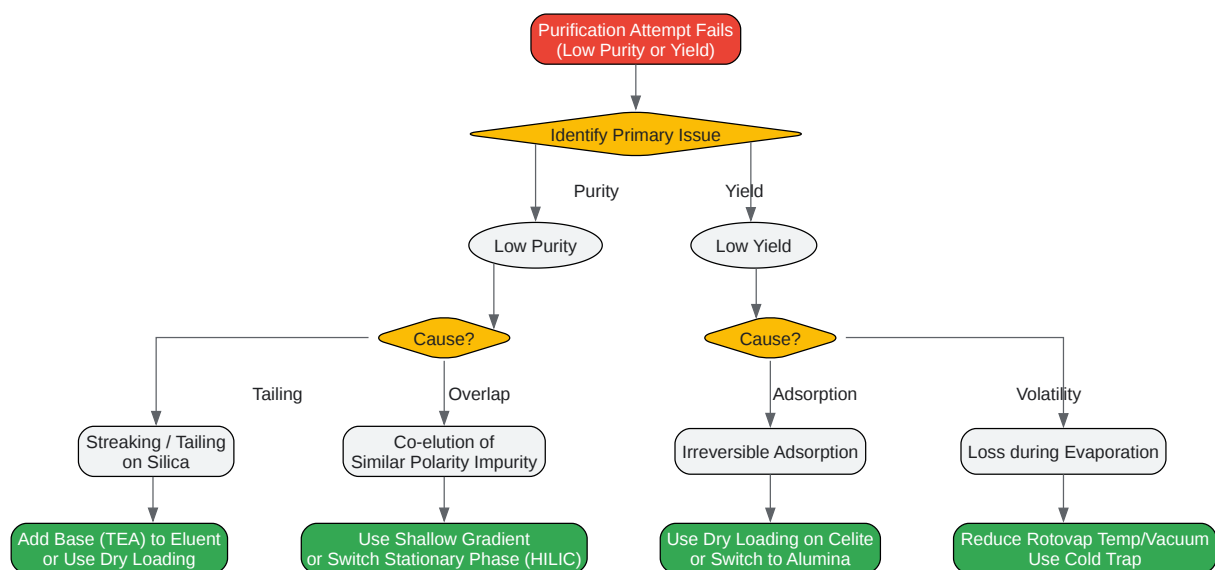 Purification Attempt Fails
(Low Purity or Yield)
Identify Primary Issue
Purity
Yield
Low Purity
Low Yield
Cause?
Cause?
Tailing
Overlap
Adsorption
Volatility
Streaking / Tailing
on Silica
Co-elution of
Similar Polarity Impurity
Irreversible Adsorption
Loss during Evaporation
Add Base (TEA) to Eluent
or Use Dry Loading
Use Shallow Gradient
or Switch Stationary Phase (HILIC)
Use Dry Loading on Celite
or Switch to Alumina
Reduce Rotovap Temp/Vacuum
Use Cold Trap